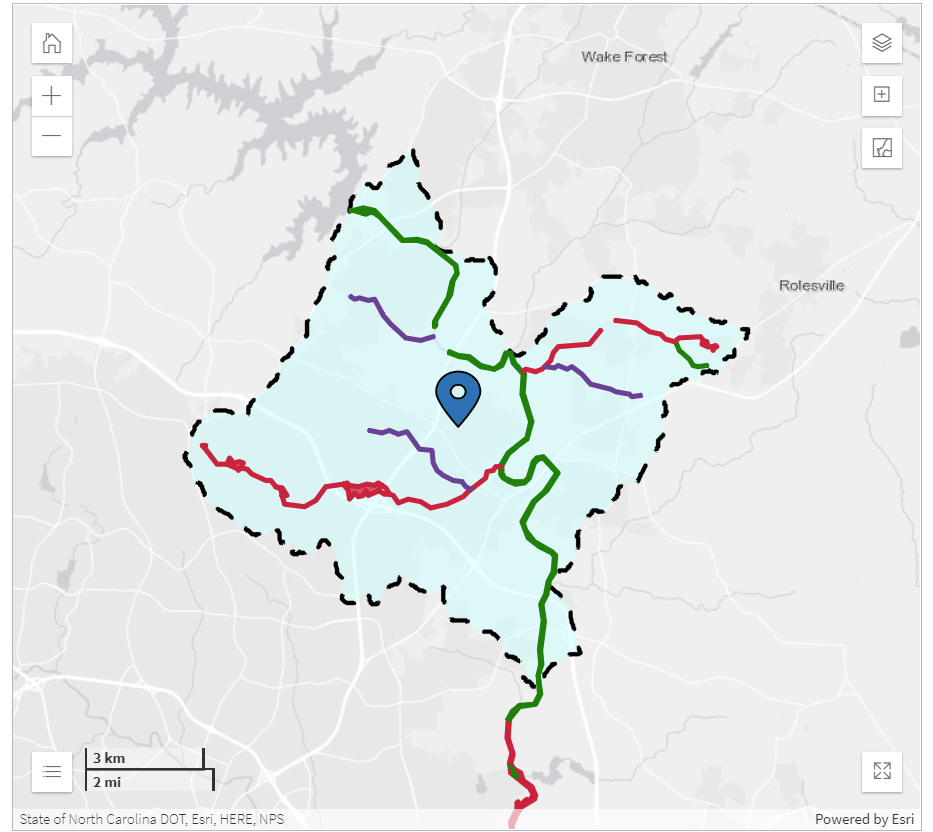 Wake Forest
Rolesville
3 km
2 mi
State of North Carolina DOT, Esri, HERE, NPS
Powered by Esri